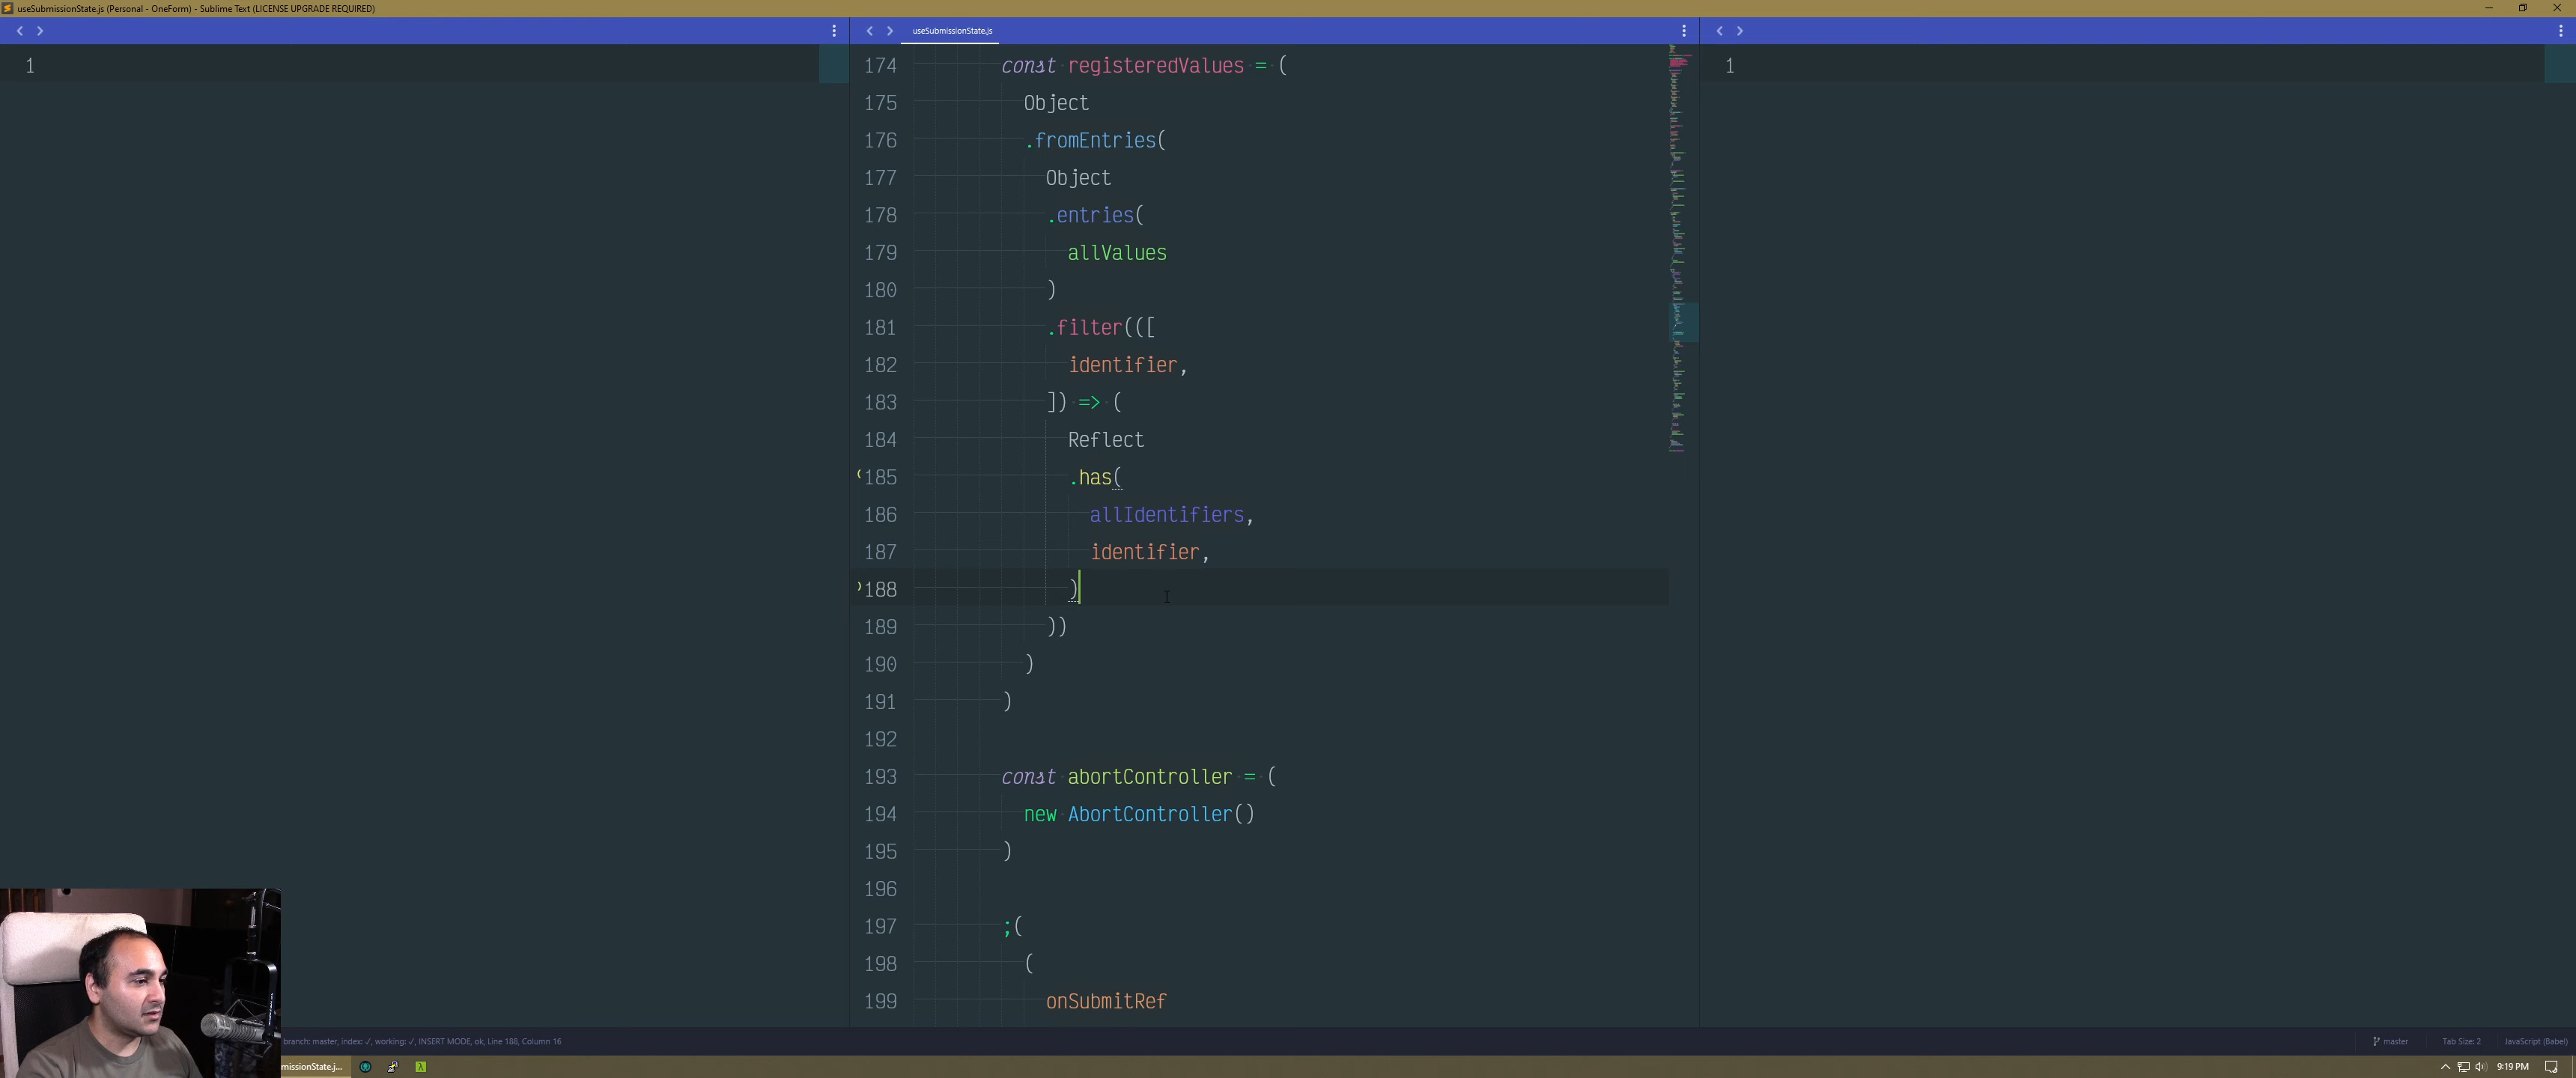 useSubmissionState.js (Personal - OneForm) - Sublime Text (LICENSE UPGRADE REQUIRED)
useSubmissionState.js
1
174 const registeredValues = (
175 Object
176 .fromEntries(
177 Object
178 .entries(
179 allValues
180 )
181 .filter(([
182 identifier,
183 ]) => (
184 Reflect
185 .has(
186 allIdentifiers,
187 identifier,
188 )
189 ))
190 )
191 )
192
193 const abortController = (
194 new AbortController()
195 )
196
197 ;(
198 (
199 onSubmitRef
1
branch: master, index: ✓, working: ✓, INSERT MODE, ok, Line 188, Column 16
master
Tab Size: 2
JavaScript (Babel)
missionState.j...
9:19 PM